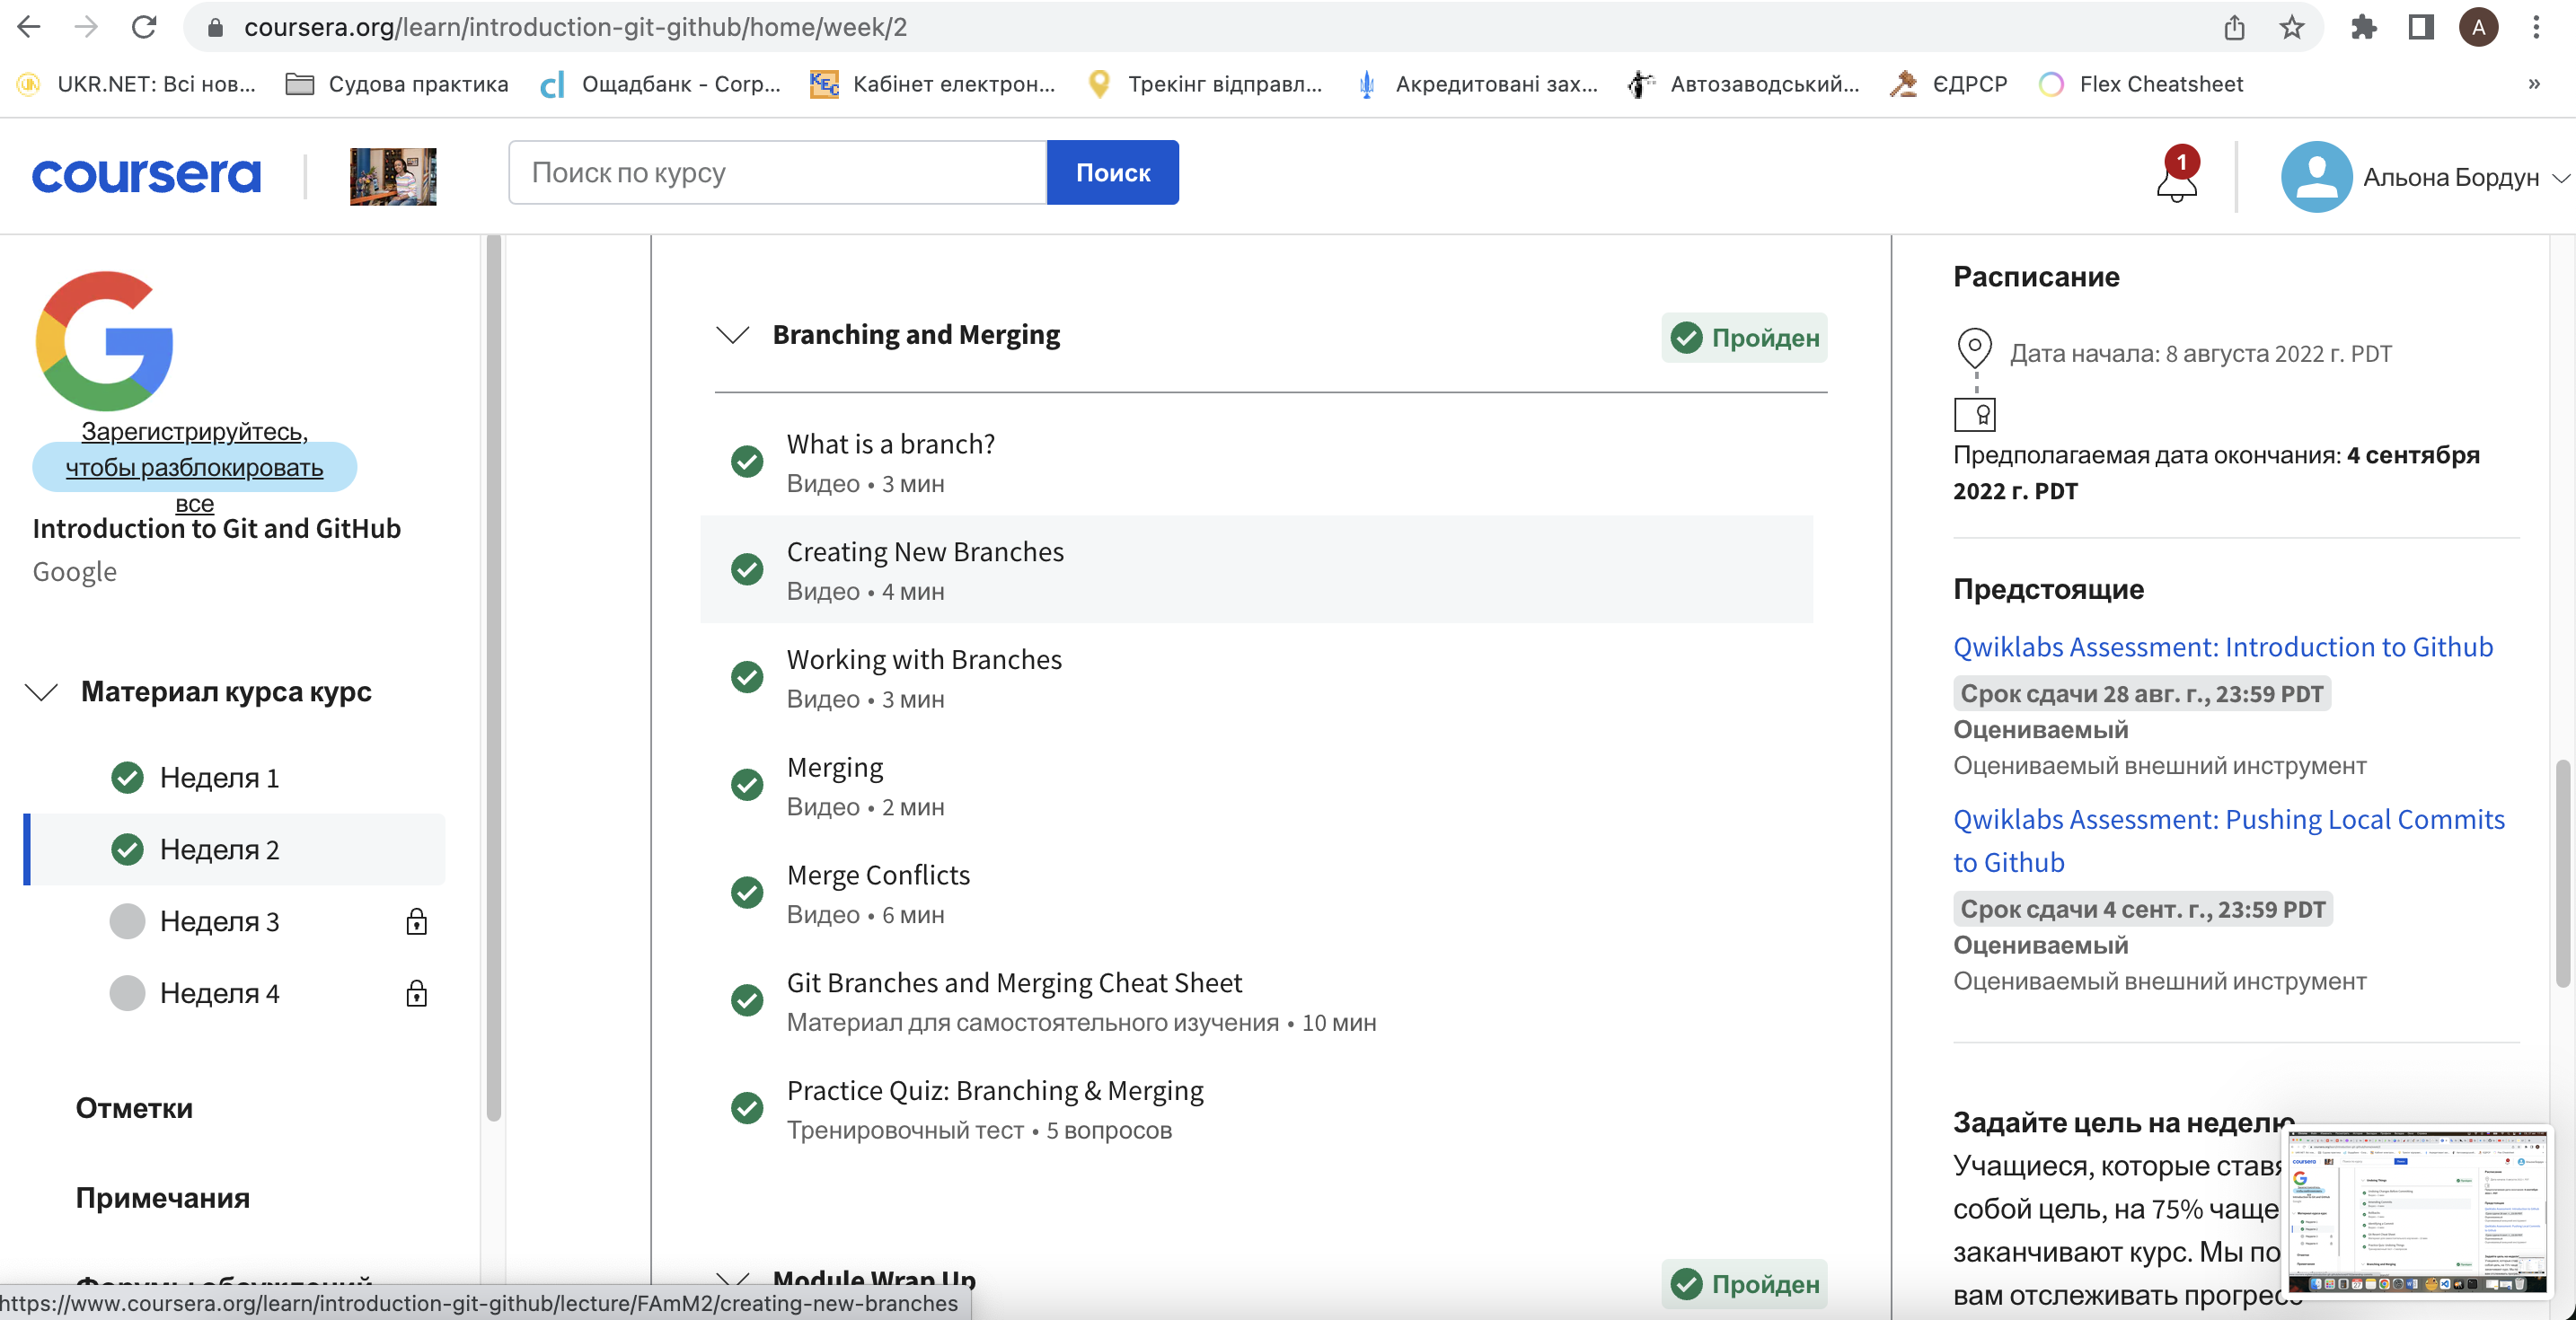 coursera.org/learn/introduction-git-github/home/week/2
A
UKR.NET: Всі нов...
Судова практика
Ощадбанк - Corp...
Кабінет електрон...
Трекінг відправл...
Акредитовані зах...
Автозаводський...
ЄДРСР
Flex Cheatsheet
»
coursera
Поиск по курсу
Поиск
1
Альона Бордун
Зарегистрируйтесь,
чтобы разблокировать
все
Introduction to Git and GitHub
Google
Материал курса курс
Неделя 1
Неделя 2
Неделя 3
Неделя 4
Отметки
Примечания
Форумы обсуждений
Branching and Merging
Пройден
What is a branch?
Видео • 3 мин
Creating New Branches
Видео • 4 мин
Working with Branches
Видео • 3 мин
Merging
Видео • 2 мин
Merge Conflicts
Видео • 6 мин
Git Branches and Merging Cheat Sheet
Материал для самостоятельного изучения • 10 мин
Practice Quiz: Branching & Merging
Тренировочный тест • 5 вопросов
Module Wrap Up
Пройден
Расписание
Дата начала: 8 августа 2022 г. PDT
Предполагаемая дата окончания: 4 сентября
2022 г. PDT
Предстоящие
Qwiklabs Assessment: Introduction to Github
Срок сдачи 28 авг. г., 23:59 PDT
Оцениваемый
Оцениваемый внешний инструмент
Qwiklabs Assessment: Pushing Local Commits
to Github
Срок сдачи 4 сент. г., 23:59 PDT
Оцениваемый
Оцениваемый внешний инструмент
Задайте цель на неделю
Учащиеся, которые ставя
собой цель, на 75% чаще
заканчивают курс. Мы по
вам отслеживать прогресс
https://www.coursera.org/learn/introduction-git-github/lecture/FAmM2/creating-new-branches